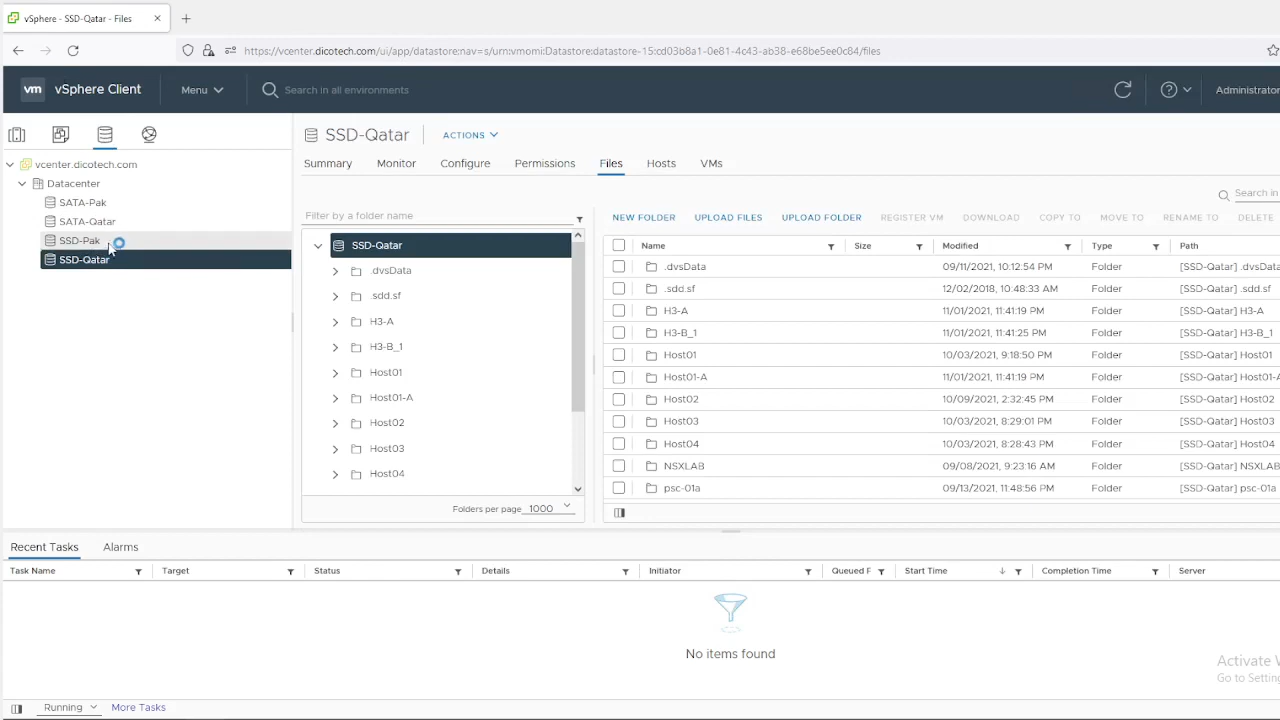 vSphere - SSD-Qatar - Files
https://vcenter.dicotech.com/ui/app/datastore:nav=s/urn:vmomi:Datastore:datastore-15:cd03b8a1-0e81-4c43-ab38-e68be5ee0c84/files
vm vSphere Client Menu Search in all environments Administrator
SSD-Qatar ACTIONS
Summary Monitor Configure Permissions Files Hosts VMs
vcenter.dicotech.com
Datacenter
SATA-Pak
SATA-Qatar
SSD-Pak
SSD-Qatar
Filter by a folder name
SSD-Qatar
.dvsData
.sdd.sf
H3-A
H3-B_1
Host01
Host01-A
Host02
Host03
Host04
Folders per page 1000
Search in
NEW FOLDER UPLOAD FILES UPLOAD FOLDER REGISTER VM DOWNLOAD COPY TO MOVE TO RENAME TO DELETE
Name Size Modified Type Path
.dvsData 09/11/2021, 10:12:54 PM Folder [SSD-Qatar] .dvsData
.sdd.sf 12/02/2018, 10:48:33 AM Folder [SSD-Qatar] .sdd.sf
H3-A 11/01/2021, 11:41:19 PM Folder [SSD-Qatar] H3-A
H3-B_1 11/01/2021, 11:41:25 PM Folder [SSD-Qatar] H3-B_1
Host01 10/03/2021, 9:18:50 PM Folder [SSD-Qatar] Host01
Host01-A 11/01/2021, 11:41:19 PM Folder [SSD-Qatar] Host01-A
Host02 10/09/2021, 2:32:45 PM Folder [SSD-Qatar] Host02
Host03 10/03/2021, 8:29:01 PM Folder [SSD-Qatar] Host03
Host04 10/03/2021, 8:28:43 PM Folder [SSD-Qatar] Host04
NSXLAB 09/08/2021, 9:23:16 AM Folder [SSD-Qatar] NSXLAB
psc-01a 09/13/2021, 11:48:56 PM Folder [SSD-Qatar] psc-01a
Recent Tasks Alarms
Task Name Target Status Details Initiator Queued F Start Time Completion Time Server
No items found
Activate W
Go to Setting
Running More Tasks